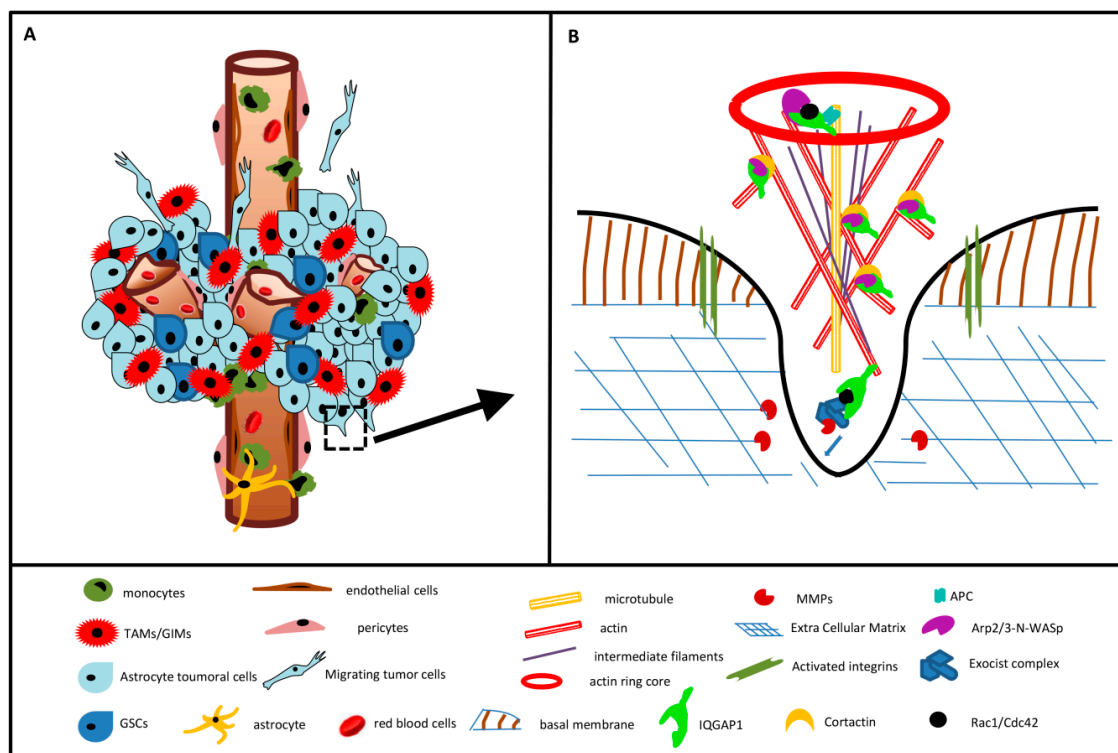 A
B
monocytes
endothelial cells
microtubule
MMPs
APC
TAMs/GIMs
pericytes
actin
Extra Cellular Matrix
Arp2/3-N-WASp
intermediate filaments
Astrocyte toumoral cells
Migrating tumor cells
Activated integrins
Exocist complex
actin ring core
GSCs
astrocyte
red blood cells
basal membrane
IQGAP1
Cortactin
Rac1/Cdc42